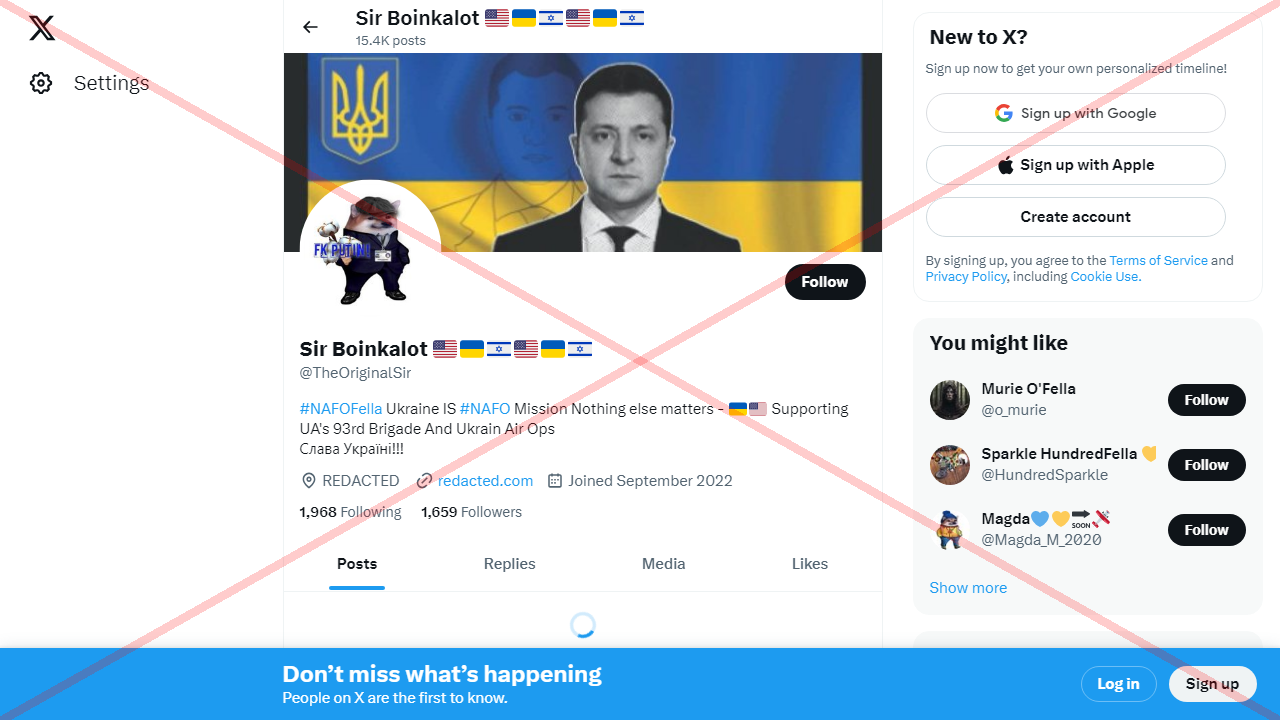 Settings
Sir Boinkalot
15.4K posts
FK PUTIN!
Follow
Sir Boinkalot
@TheOriginalSir
#NAFOFella Ukraine IS #NAFO Mission Nothing else matters - Supporting
UA's 93rd Brigade And Ukrain Air Ops
Слава Україні!!!
REDACTED redacted.com Joined September 2022
1,968 Following 1,659 Followers
Posts Replies Media Likes
New to X?
Sign up now to get your own personalized timeline!
Sign up with Google
Sign up with Apple
Create account
By signing up, you agree to the Terms of Service and
Privacy Policy, including Cookie Use.
You might like
Murie O'Fella
@o_murie
Follow
Sparkle HundredFella
@HundredSparkle
Follow
Magda SOON
@Magda_M_2020
Follow
Show more
Don’t miss what’s happening
People on X are the first to know.
Log in Sign up